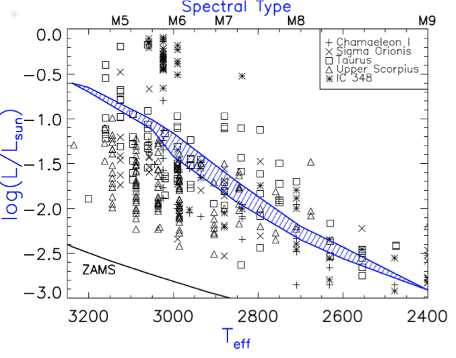 Spectral Type
M5 M6 M7 M8 M9
0.0
-0.5
-1.0
-1.5
-2.0
-2.5
-3.0
log(L/Lsun)
+ Chamaeleon I
× Sigma Orionis
□ Taurus
△ Upper Scorpius
✳ IC 348
ZAMS
3200 3000 2800 2600 2400
Teff